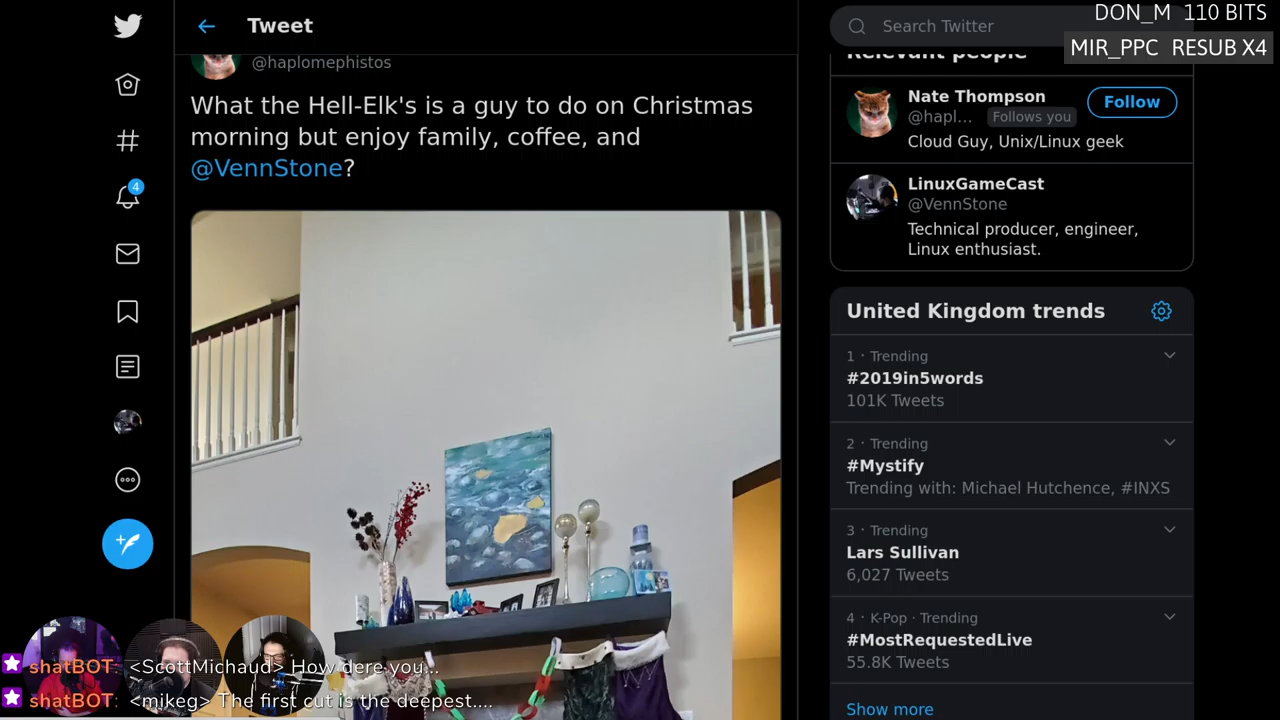 DON_M 110 BITS
MIR_PPC RESUB X4
Tweet
Search Twitter
@haplomephistos
What the Hell-Elk's is a guy to do on Christmas
morning but enjoy family, coffee, and
@VennStone?
4
Relevant people
Nate Thompson
@hapl... Follows you
Follow
Cloud Guy, Unix/Linux geek
LinuxGameCast
@VennStone
Technical producer, engineer,
Linux enthusiast.
United Kingdom trends
1 · Trending
#2019in5words
101K Tweets
2 · Trending
#Mystify
Trending with: Michael Hutchence, #INXS
3 · Trending
Lars Sullivan
6,027 Tweets
4 · K-Pop · Trending
#MostRequestedLive
55.8K Tweets
Show more
shatBOT: <ScottMichaud> How dere you...
shatBOT: <mikeg> The first cut is the deepest....